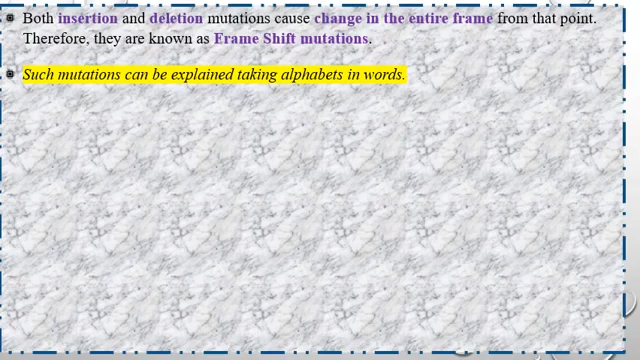 Both insertion and deletion mutations cause change in the entire frame from that point.
Therefore, they are known as Frame Shift mutations.
Such mutations can be explained taking alphabets in words.